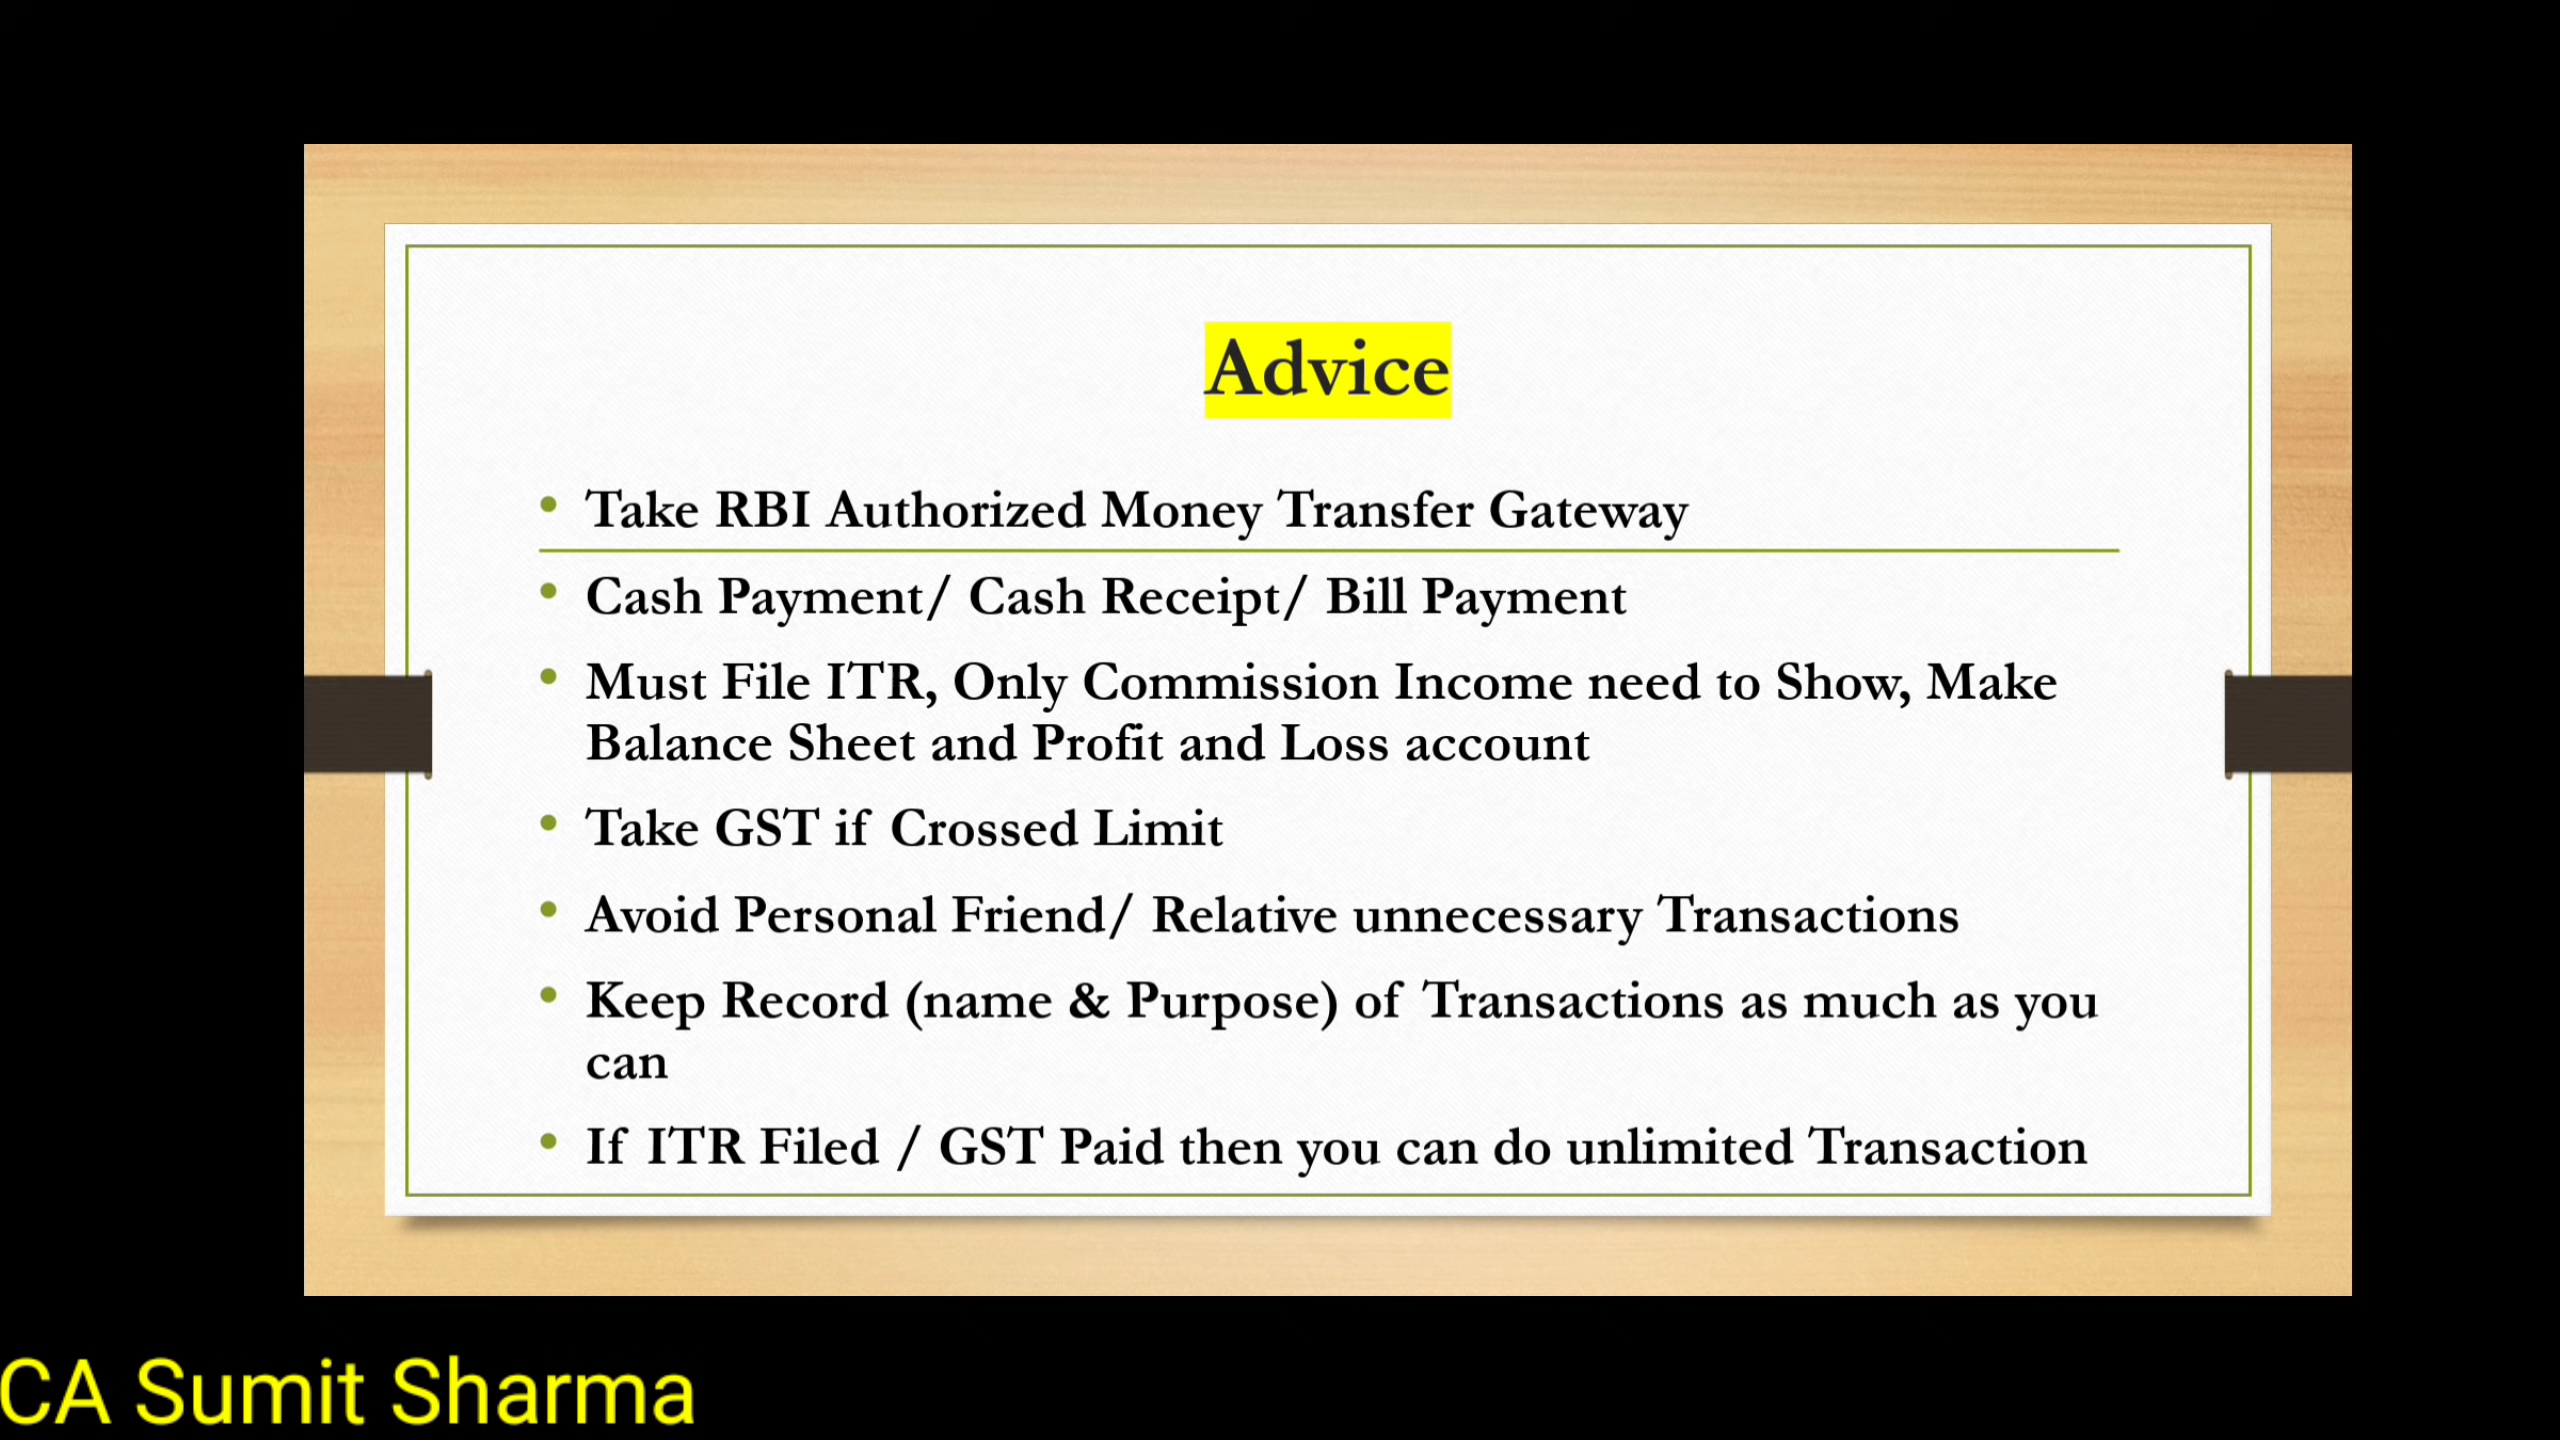 Advice
• Take RBI Authorized Money Transfer Gateway
• Cash Payment/ Cash Receipt/ Bill Payment
• Must File ITR, Only Commission Income need to Show, Make
Balance Sheet and Profit and Loss account
• Take GST if Crossed Limit
• Avoid Personal Friend/ Relative unnecessary Transactions
• Keep Record (name & Purpose) of Transactions as much as you
can
• If ITR Filed / GST Paid then you can do unlimited Transaction
CA Sumit Sharma